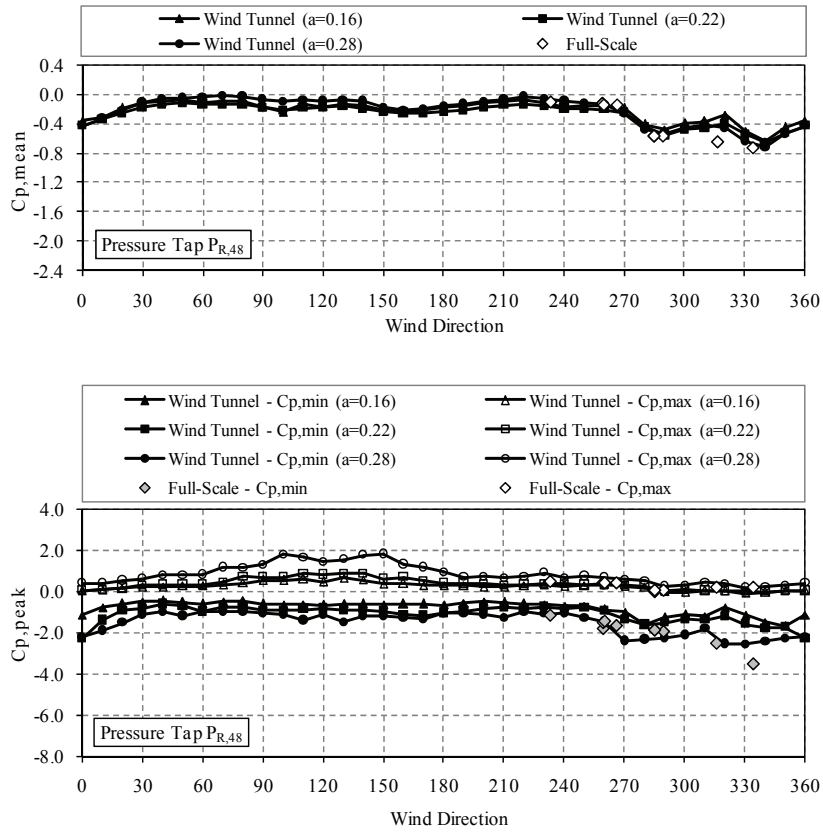 Wind Tunnel (a=0.16) Wind Tunnel (a=0.22)
Wind Tunnel (a=0.28) Full-Scale
0.4
0.0
-0.4
-0.8
-1.2
-1.6
-2.0
-2.4
Cp,mean
Pressure Tap PR,48
0 30 60 90 120 150 180 210 240 270 300 330 360
Wind Direction
Wind Tunnel - Cp,min (a=0.16) Wind Tunnel - Cp,max (a=0.16)
Wind Tunnel - Cp,min (a=0.22) Wind Tunnel - Cp,max (a=0.22)
Wind Tunnel - Cp,min (a=0.28) Wind Tunnel - Cp,max (a=0.28)
Full-Scale - Cp,min Full-Scale - Cp,max
4.0
2.0
0.0
-2.0
-4.0
-6.0
-8.0
Cp,peak
Pressure Tap PR,48
0 30 60 90 120 150 180 210 240 270 300 330 360
Wind Direction